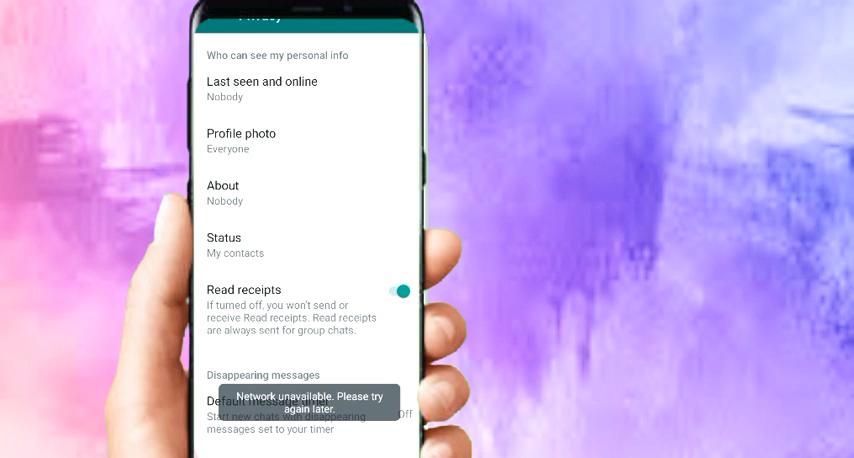 Privacy
Who can see my personal info
Last seen and online
Nobody
Profile photo
Everyone
About
Nobody
Status
My contacts
Read receipts
If turned off, you won't send or
receive Read receipts. Read receipts
are always sent for group chats.
Disappearing messages
Default message timer
Start new chats with disappearing
messages set to your timer
Off
Network unavailable. Please try
again later.